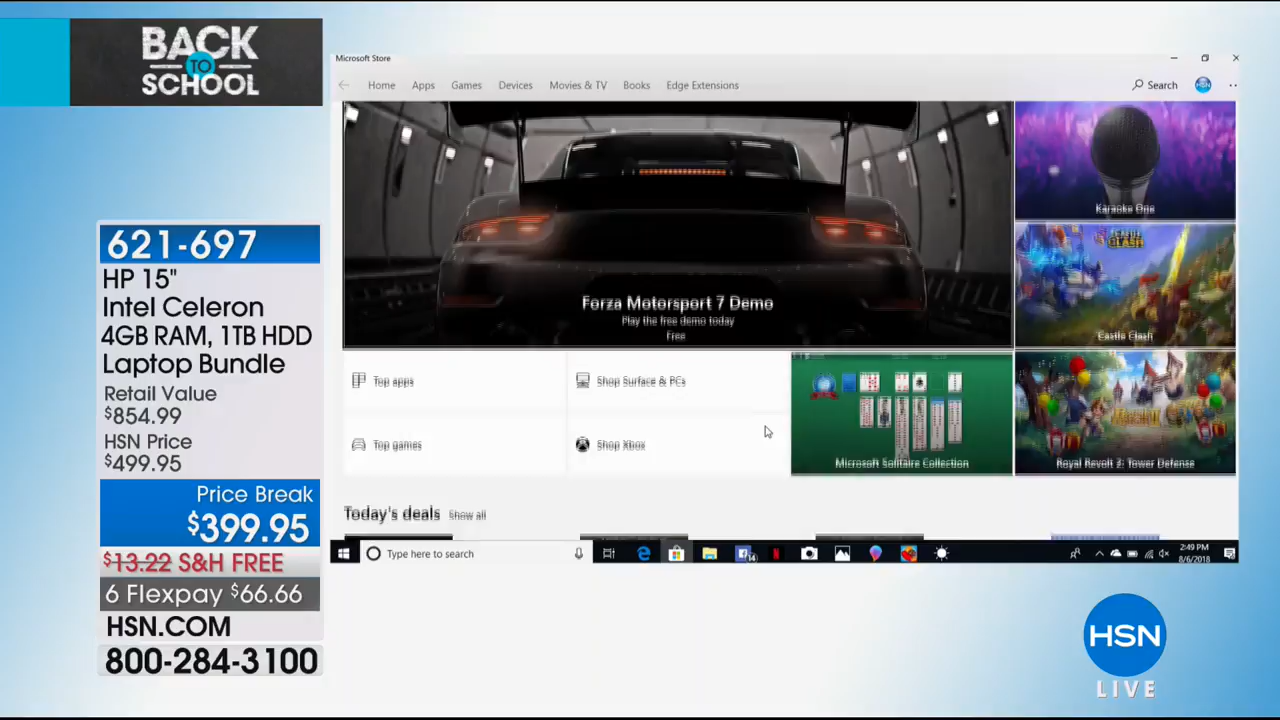 BACK
TO
SCHOOL
621-697
HP 15"
Intel Celeron
4GB RAM, 1TB HDD
Laptop Bundle
Retail Value
$854.99
HSN Price
$499.95
Price Break
$399.95
$13.22 S&H FREE
6 Flexpay $66.66
HSN.COM
800-284-3100
Microsoft Store
Home Apps Games Devices Movies & TV Books Edge Extensions Search
Forza Motorsport 7 Demo
Play the free demo today
Free
Karaoke One
CASTLE
CLASH
Castle Clash
Top apps
Shop Surface & PCs
Top games
Shop Xbox
Microsoft Solitaire Collection
Royal Revolt 2: Tower Defense
Today's deals Show all
Type here to search
14
2:49 PM
8/6/2018
HSN
LIVE